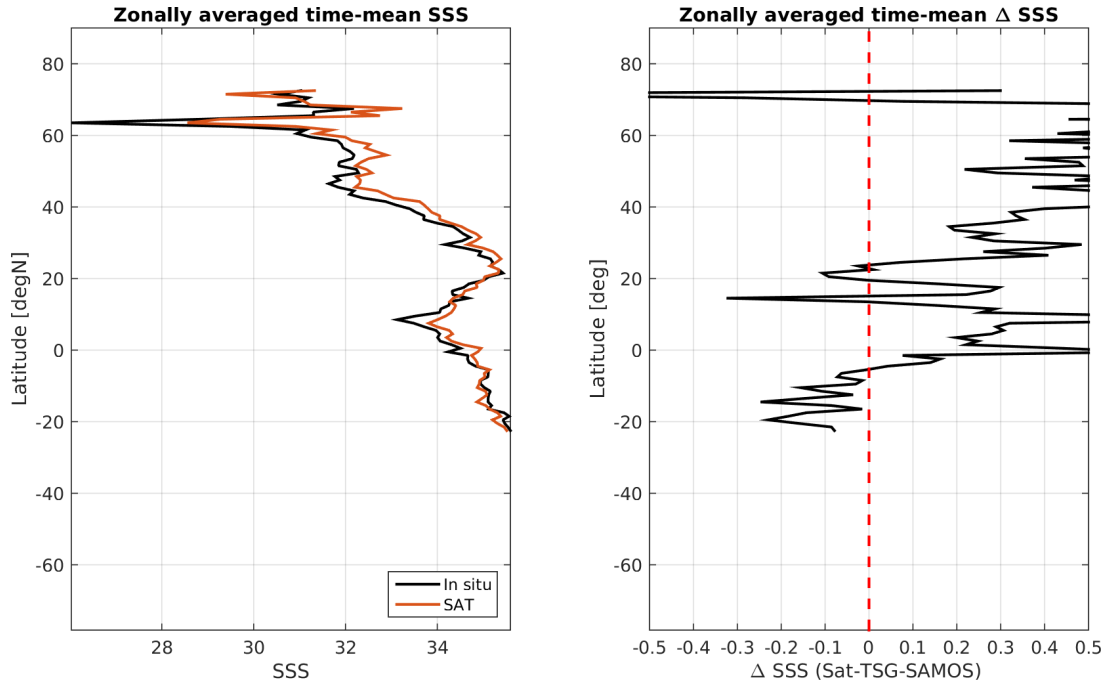 Zonally averaged time-mean SSS
80
60
40
20
0
-20
-40
-60
Latitude [degN]
28
30
32
34
SSS
In situ
SAT
Zonally averaged time-mean Δ SSS
80
60
40
20
0
-20
-40
-60
Latitude [deg]
-0.5 -0.4 -0.3 -0.2 -0.1 0 0.1 0.2 0.3 0.4 0.5
Δ SSS (Sat-TSG-SAMOS)